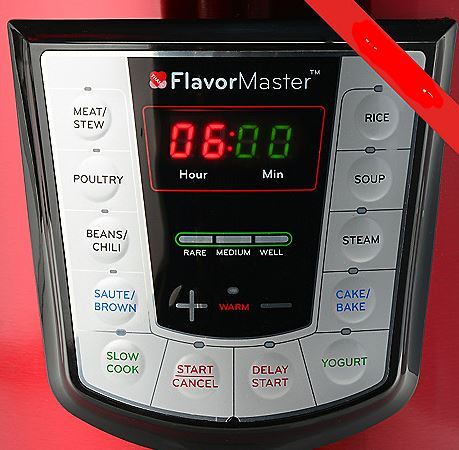 FlavorMaster™
MEAT/
STEW
RICE
06:00
Hour Min
POULTRY
SOUP
BEANS/
CHILI
STEAM
RARE MEDIUM WELL
SAUTE/
BROWN
+ WARM −
CAKE/
BAKE
SLOW
COOK
START
CANCEL
DELAY
START
YOGURT